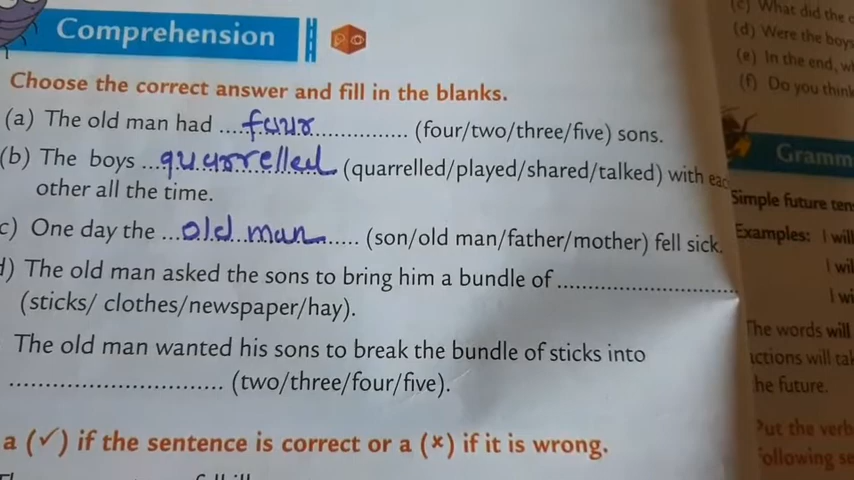 Comprehension
Choose the correct answer and fill in the blanks.
(a) The old man had ....four................ (four/two/three/five) sons.
(b) The boys ...quarrelled. (quarrelled/played/shared/talked) with each
other all the time.
c) One day the ...old man...... (son/old man/father/mother) fell sick.
d) The old man asked the sons to bring him a bundle of ................................
(sticks/ clothes/newspaper/hay).
The old man wanted his sons to break the bundle of sticks into
................................ (two/three/four/five).
a (✓) if the sentence is correct or a (×) if it is wrong.
(c) What did the
(d) Were the boys
(e) In the end,
(f) Do you think
Gramm
Simple future ten
Examples: I will
I wil
I wi
The words will
actions will tak
he future.
Put the verb
following se